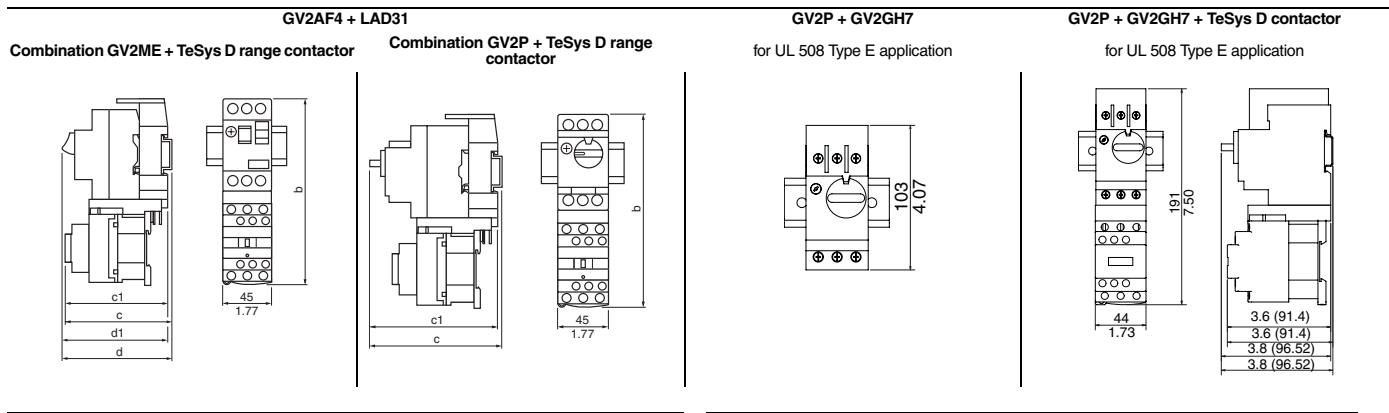 GV2AF4 + LAD31
Combination GV2ME + TeSys D range contactor
b
c1
c
d1
d
45
1.77
Combination GV2P + TeSys D range
contactor
b
c1
c
45
1.77
GV2P + GV2GH7
for UL 508 Type E application
103
4.07
GV2P + GV2GH7 + TeSys D contactor
for UL 508 Type E application
191
7.50
44
1.73
3.6 (91.4)
3.6 (91.4)
3.8 (96.52)
3.8 (96.52)